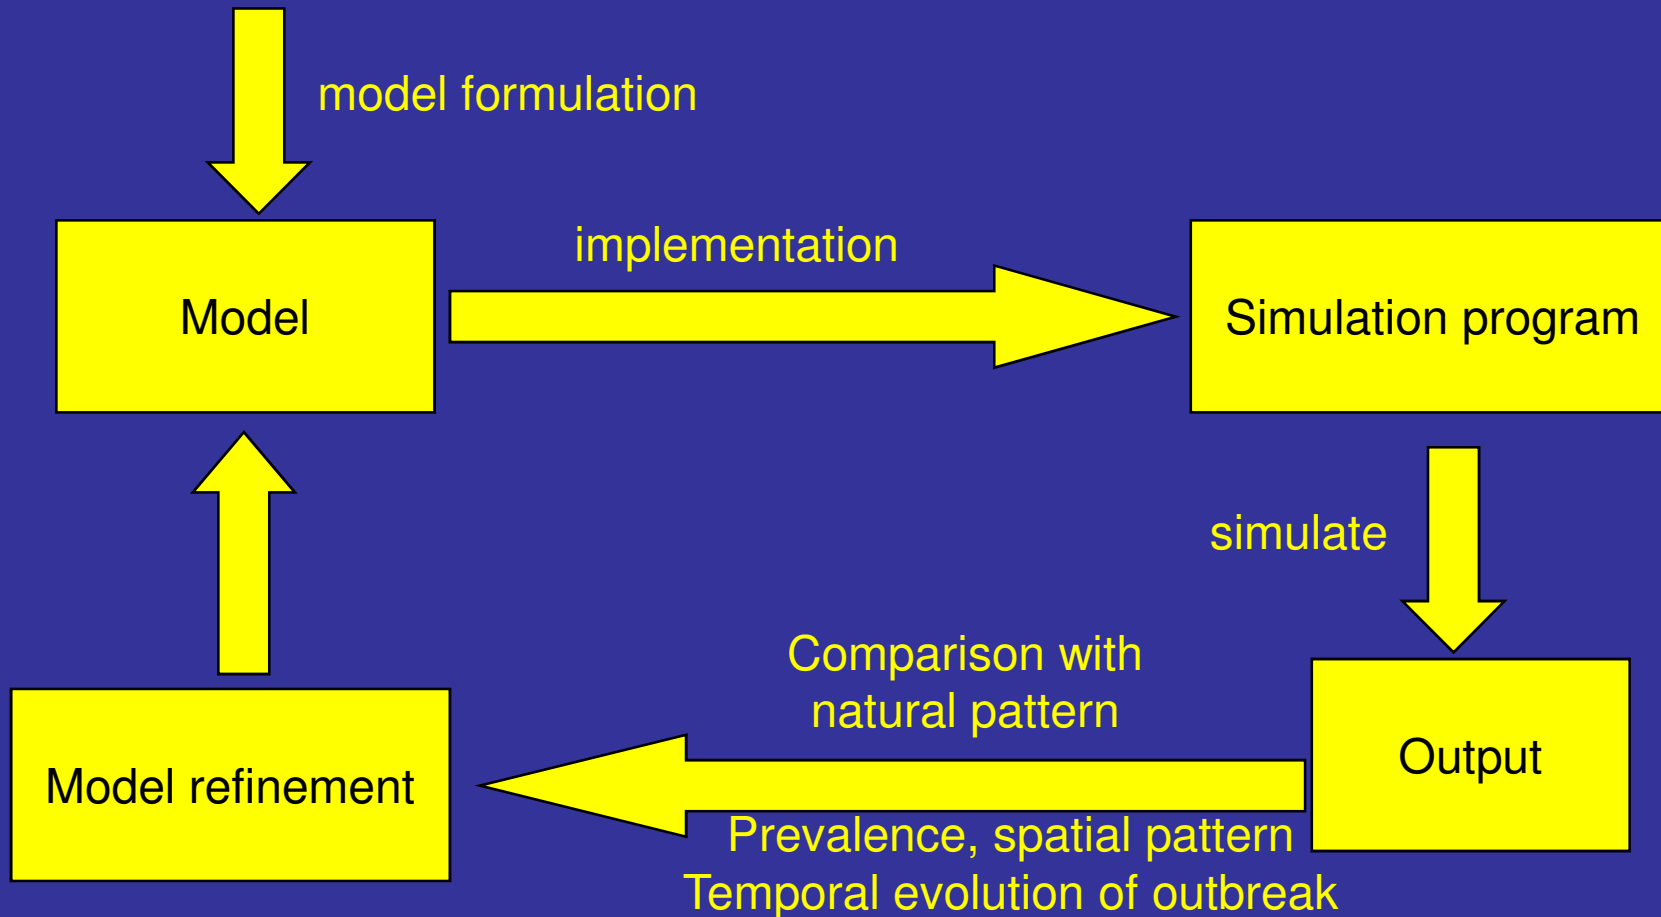 model formulation
implementation
Model
Simulation program
simulate
Comparison with
natural pattern
Output
Model refinement
Prevalence, spatial pattern
Temporal evolution of outbreak